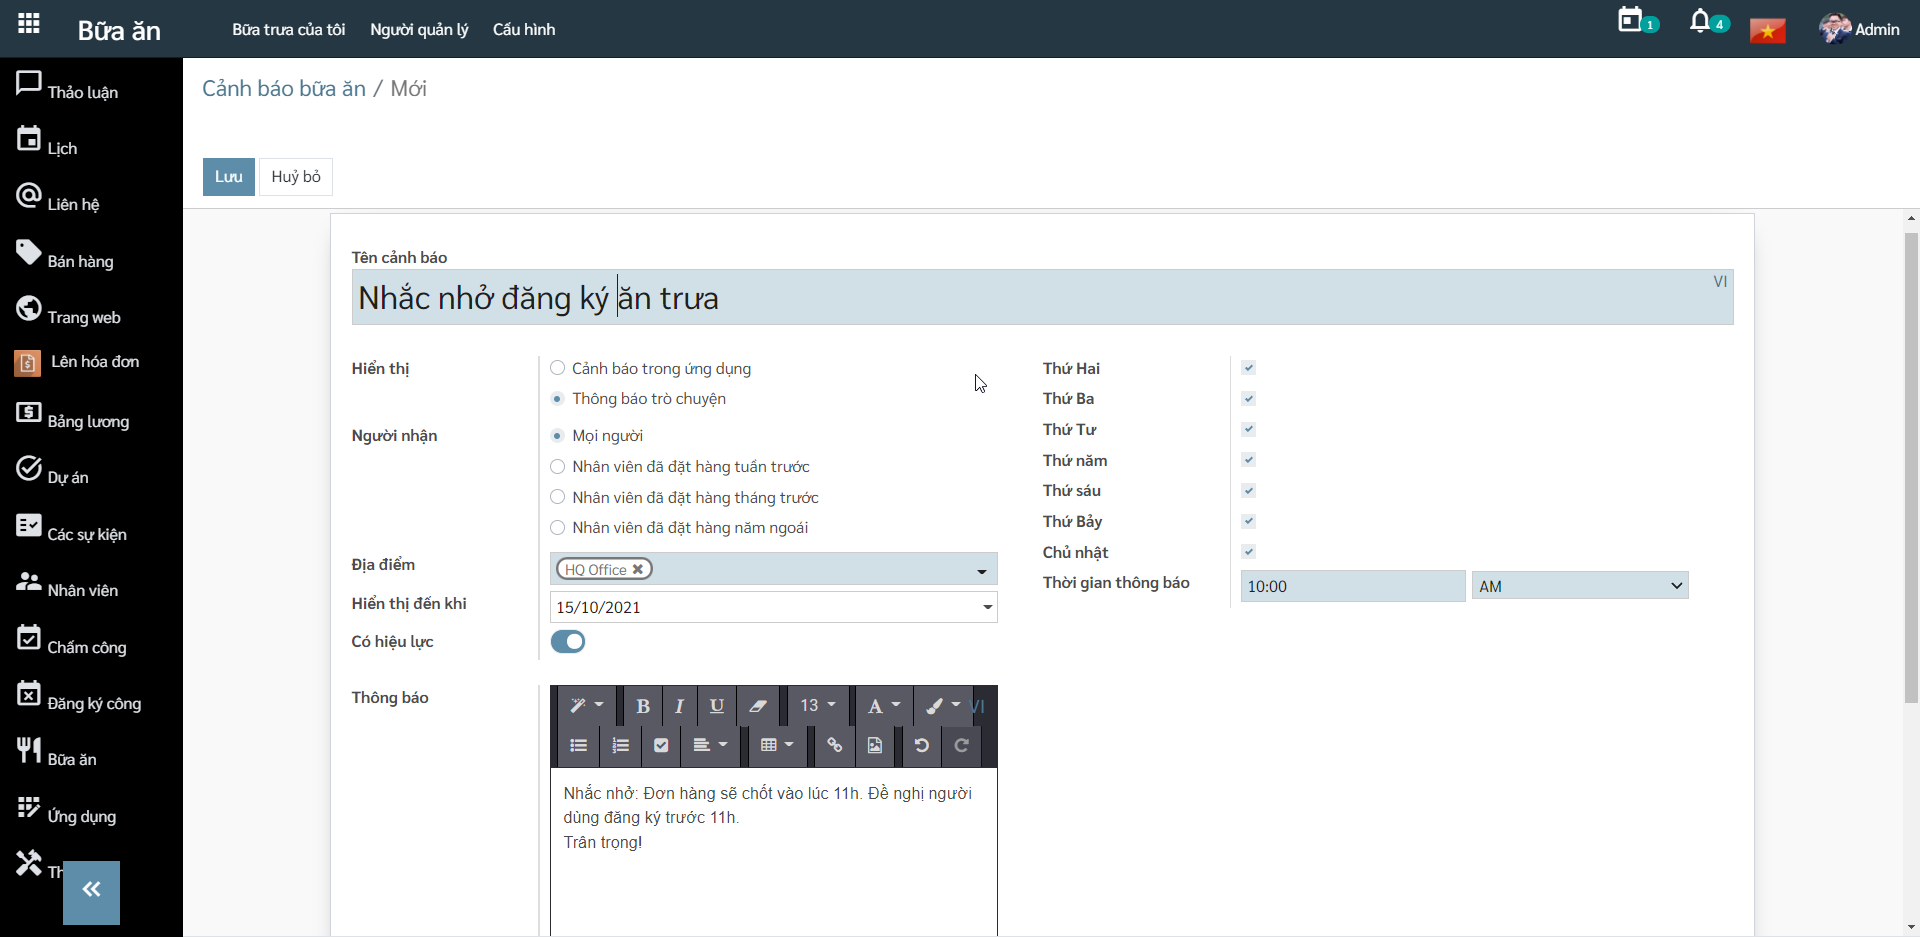 Bữa ăn
Bữa trưa của tôi
Người quản lý
Cấu hình
1
4
Admin
Thảo luận
Lịch
Liên hệ
Bán hàng
Trang web
Lên hóa đơn
Bảng lương
Dự án
Các sự kiện
Nhân viên
Chấm công
Đăng ký công
Bữa ăn
Ứng dụng
Cảnh báo bữa ăn / Mới
Lưu
Huỷ bỏ
Tên cảnh báo
Nhắc nhở đăng ký ăn trưa
VI
Hiển thị
Cảnh báo trong ứng dụng
Thông báo trò chuyện
Người nhận
Mọi người
Nhân viên đã đặt hàng tuần trước
Nhân viên đã đặt hàng tháng trước
Nhân viên đã đặt hàng năm ngoái
Địa điểm
HQ Office
Hiển thị đến khi
15/10/2021
Có hiệu lực
Thứ Hai
Thứ Ba
Thứ Tư
Thứ năm
Thứ sáu
Thứ Bảy
Chủ nhật
Thời gian thông báo
10:00
AM
Thông báo
B I U 13 A VI
Nhắc nhở: Đơn hàng sẽ chốt vào lúc 11h. Đề nghị người
dùng đăng ký trước 11h.
Trân trọng!